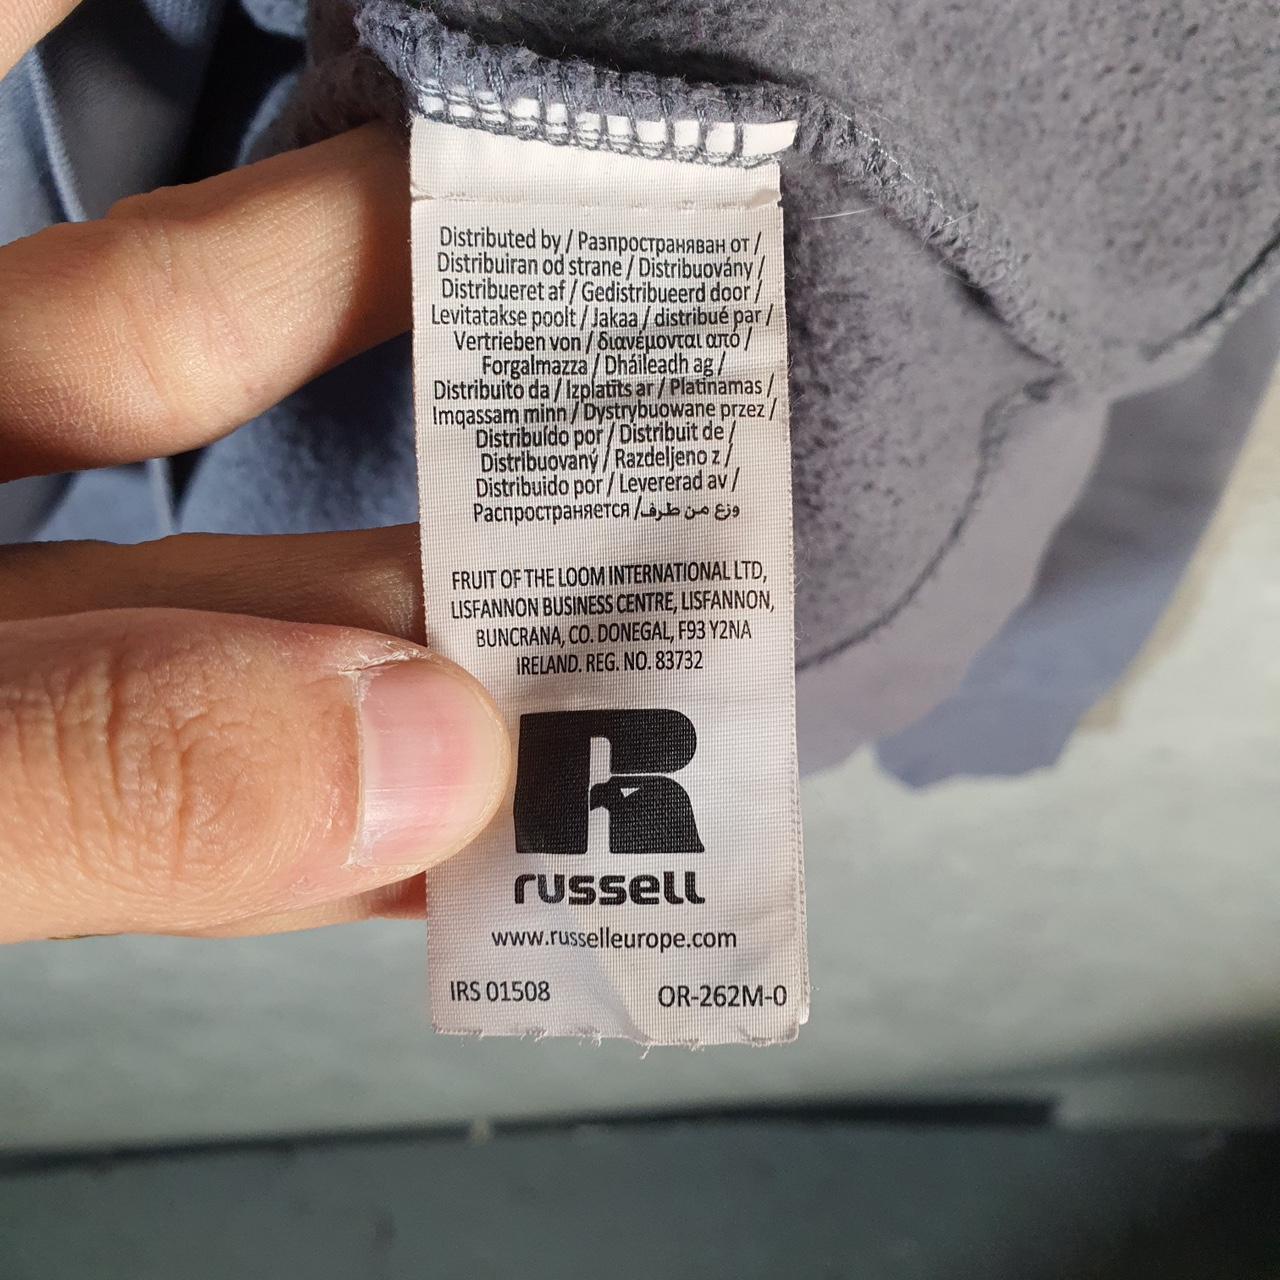 Distributed by / Разпространяван от /
Distribuiran od strane / Distribuovány /
Distribueret af / Gedistribueerd door /
Levitatakse poolt / Jakaa / distribué par /
Vertrieben von / διανέμονται από /
Forgalmazza / Dháileadh ag /
Distribuito da / Izplatīts ar / Platinamas /
Imqassam minn / Dystrybuowane przez /
Distribuído por / Distribuit de /
Distribuovaný / Razdeljeno z /
Distribuido por / Levererad av /
Распространяется / وزع من طرف
FRUIT OF THE LOOM INTERNATIONAL LTD,
LISFANNON BUSINESS CENTRE, LISFANNON,
BUNCRANA, CO. DONEGAL, F93 Y2NA
IRELAND. REG. NO. 83732
R
russell
www.russelleurope.com
IRS 01508 OR-262M-0